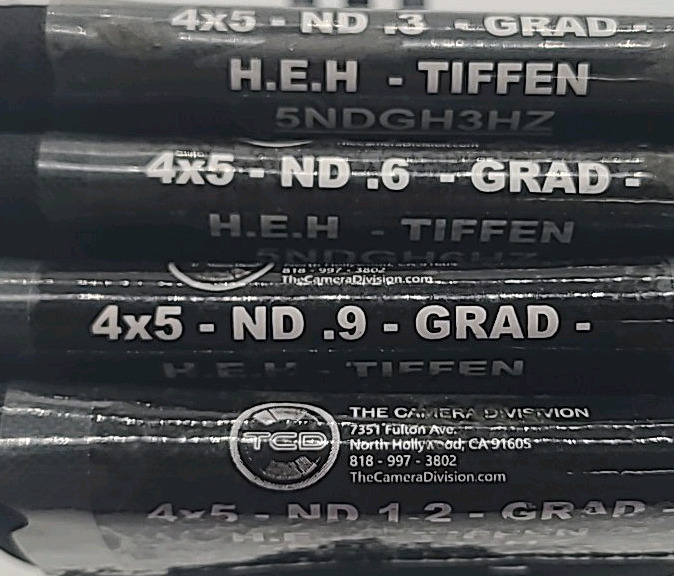 4x5 - ND .3 - GRAD -
H.E.H - TIFFEN
5NDGH3HZ
TheCameraDivision.com
4x5 - ND .6 - GRAD -
H.E.H - TIFFEN
818 - 997 - 3802
TheCameraDivision.com
4x5 - ND .9 - GRAD -
H.E.H - TIFFEN
TCD
THE CAMERA DIVISIVION
7351 Fulton Ave.
North Hollywood, CA 91605
818 - 997 - 3802
TheCameraDivision.com
4x5 - ND 1.2 - GRAD -